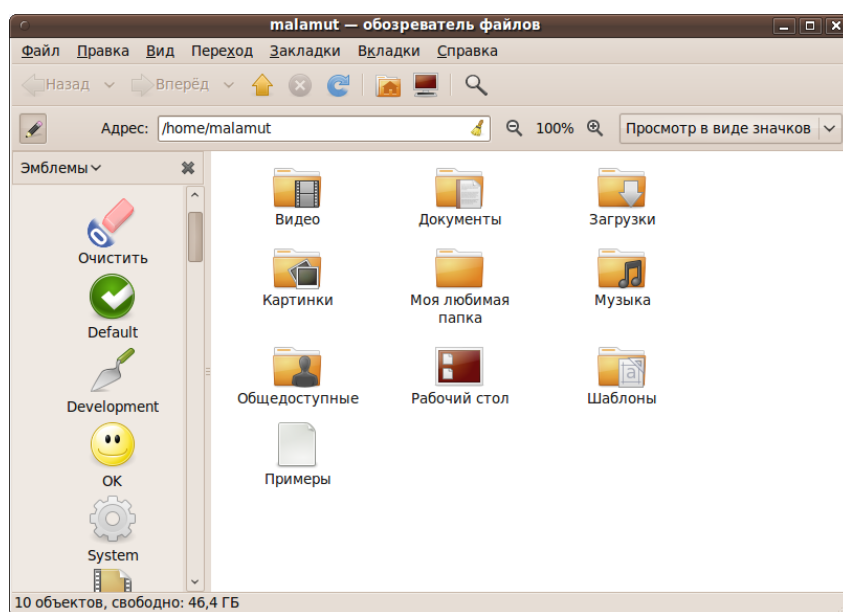 malamut — обозреватель файлов
Файл Правка Вид Переход Закладки Вкладки Справка
Назад Вперёд
Адрес: /home/malamut 100% Просмотр в виде значков
Эмблемы
Очистить
Default
Development
OK
System
Видео Документы Загрузки
Картинки Моя любимая Музыка
папка
Общедоступные Рабочий стол Шаблоны
Примеры
10 объектов, свободно: 46,4 ГБ